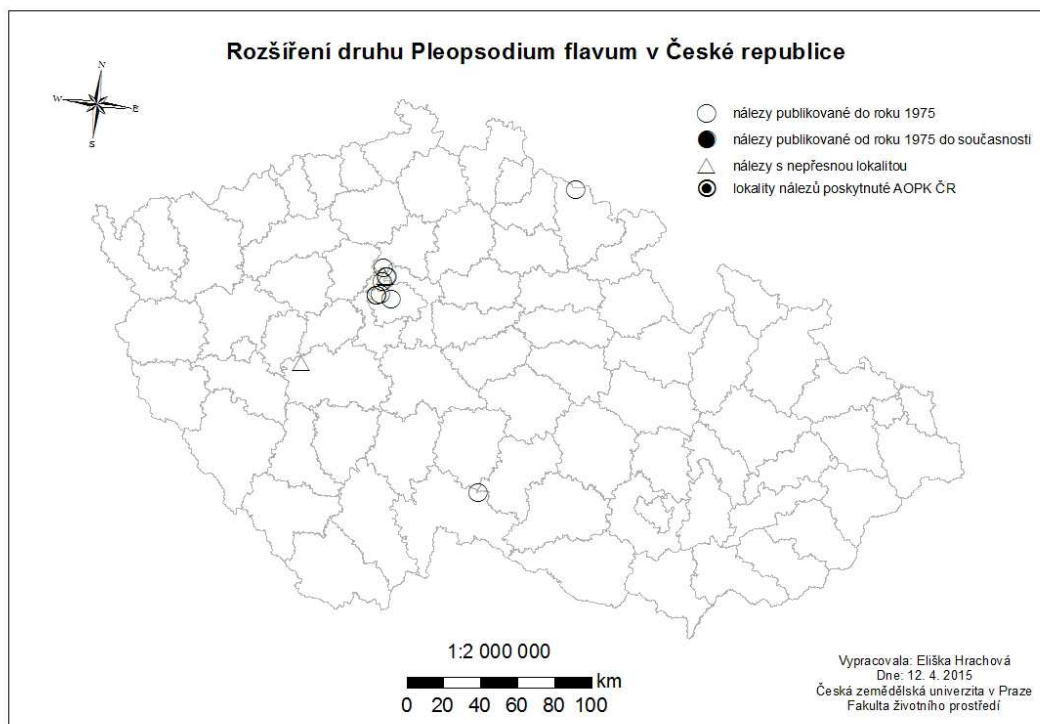 Rozšíření druhu Pleopsodium flavum v České republice
N
W
E
S
nálezy publikované do roku 1975
nálezy publikované od roku 1975 do současnosti
nálezy s nepřesnou lokalitou
lokality nálezů poskytnuté AOPK ČR
1:2 000 000
km
0 20 40 60 80 100
Vypracovala: Eliška Hrachová
Dne: 12. 4. 2015
Česká zemědělská univerzita v Praze
Fakulta životního prostředí